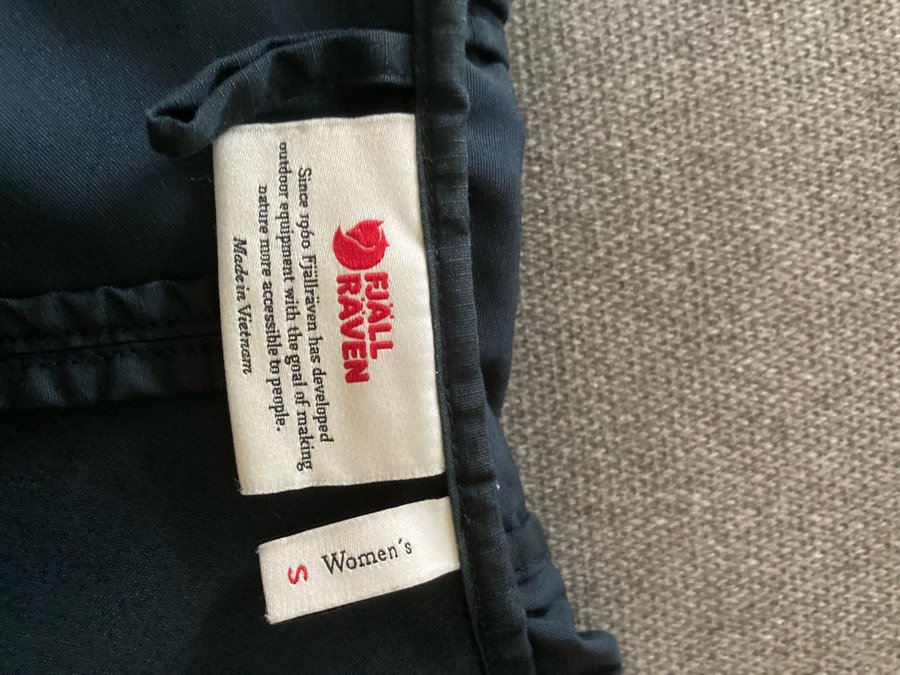 FJÄLL
RÄVEN
Since 1960 Fjällräven has developed
outdoor equipment with the goal of making
nature more accessible to people.
Made in Vietnam
Women´s
S